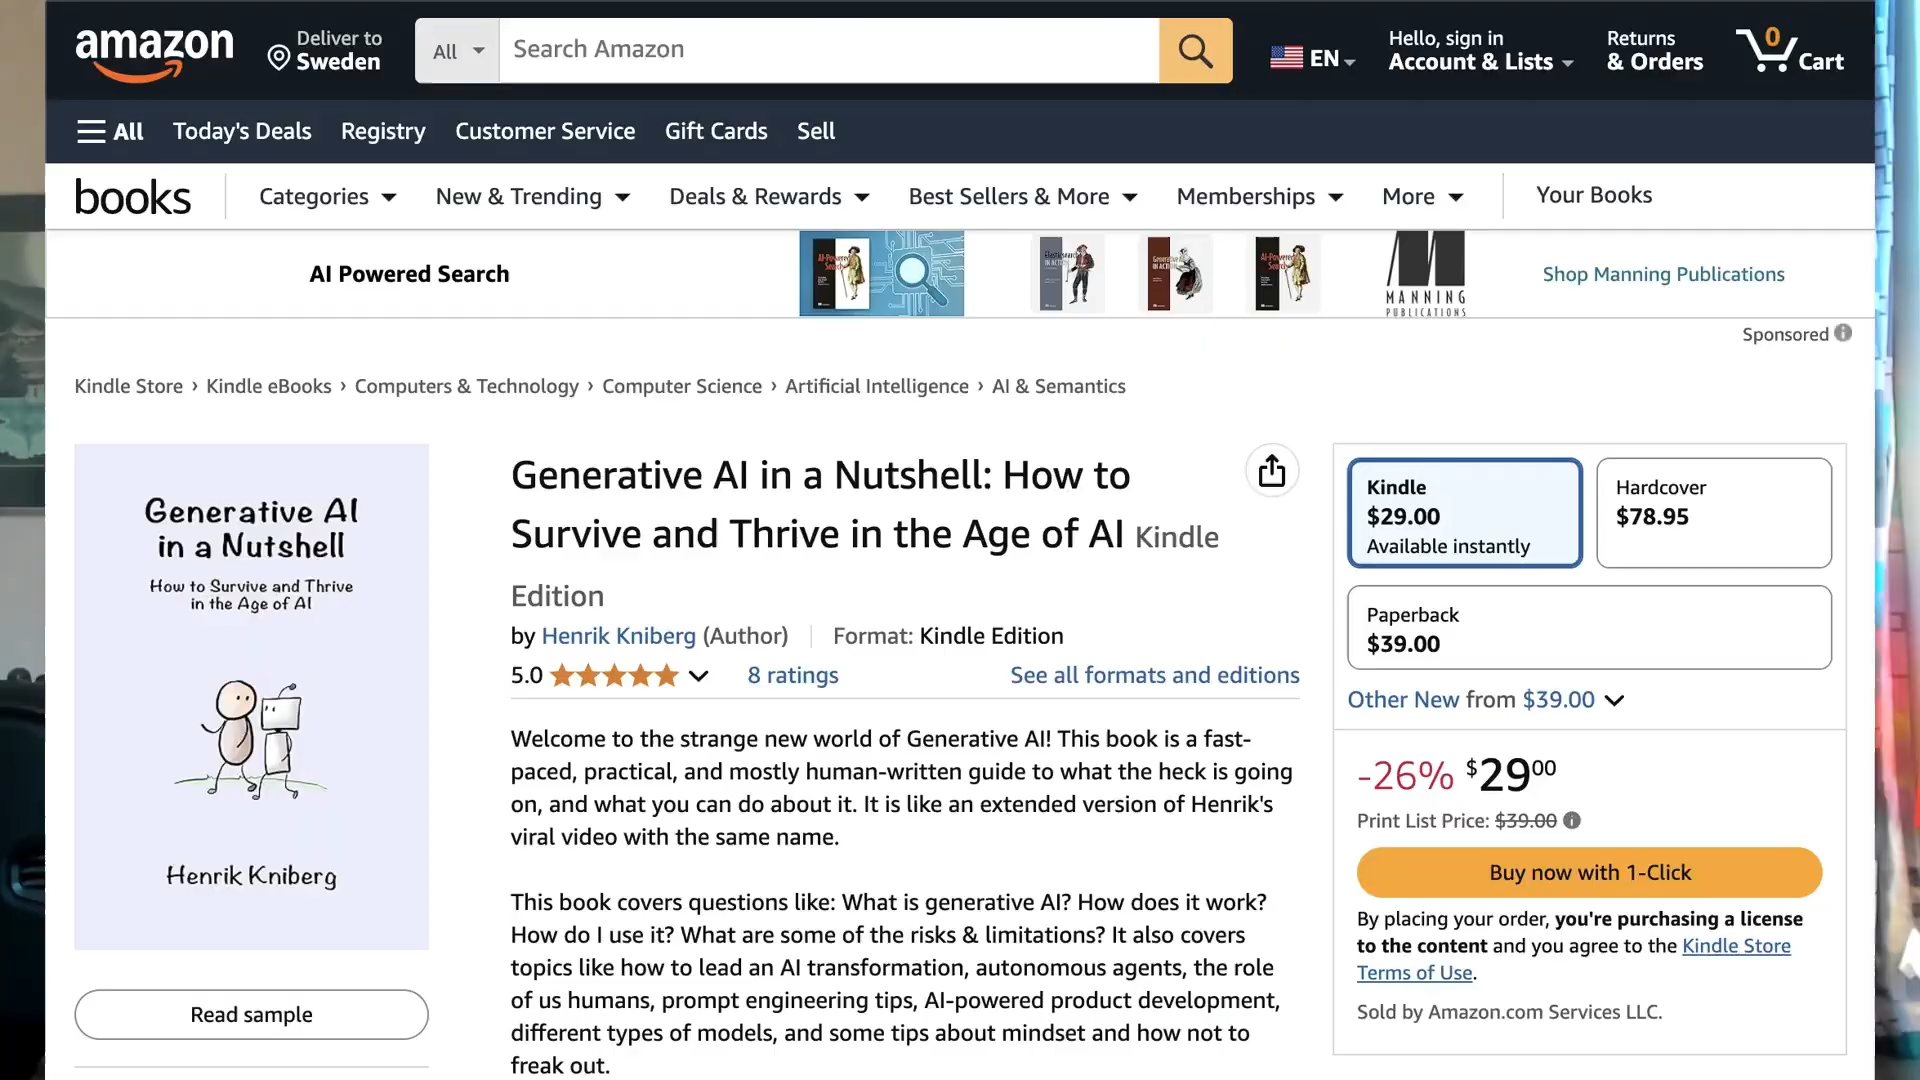 amazon
Deliver to
Sweden
All
Search Amazon
EN
Hello, sign in
Account & Lists
Returns
& Orders
0
Cart
All
Today's Deals
Registry
Customer Service
Gift Cards
Sell
books
Categories
New & Trending
Deals & Rewards
Best Sellers & More
Memberships
More
Your Books
AI Powered Search
AI-Powered
Search
MANNING
PUBLICATIONS
Shop Manning Publications
Sponsored
Kindle Store › Kindle eBooks › Computers & Technology › Computer Science › Artificial Intelligence › AI & Semantics
Generative AI
in a Nutshell
How to Survive and Thrive
in the Age of AI
Henrik Kniberg
Read sample
Generative AI in a Nutshell: How to
Survive and Thrive in the Age of AI Kindle
Edition
by Henrik Kniberg (Author)
Format: Kindle Edition
5.0
8 ratings
See all formats and editions
Welcome to the strange new world of Generative AI! This book is a fast-
paced, practical, and mostly human-written guide to what the heck is going
on, and what you can do about it. It is like an extended version of Henrik's
viral video with the same name.
This book covers questions like: What is generative AI? How does it work?
How do I use it? What are some of the risks & limitations? It also covers
topics like how to lead an AI transformation, autonomous agents, the role
of us humans, prompt engineering tips, AI-powered product development,
different types of models, and some tips about mindset and how not to
freak out.
Kindle
$29.00
Available instantly
Hardcover
$78.95
Paperback
$39.00
Other New from $39.00
-26% $2900
Print List Price: $39.00
Buy now with 1-Click
By placing your order, you're purchasing a license
to the content and you agree to the Kindle Store
Terms of Use.
Sold by Amazon.com Services LLC.